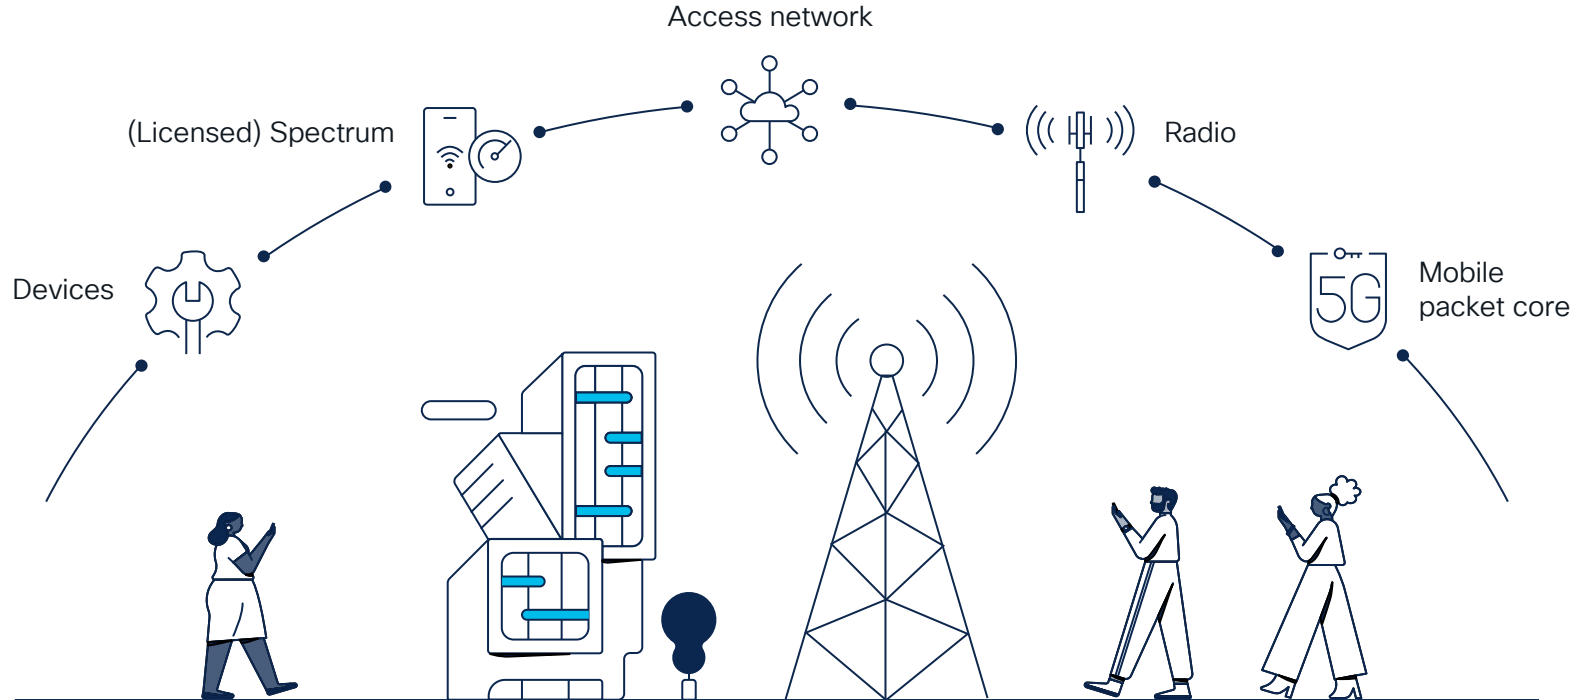 Access network
(Licensed) Spectrum
Radio
Devices
5G
Mobile
packet core